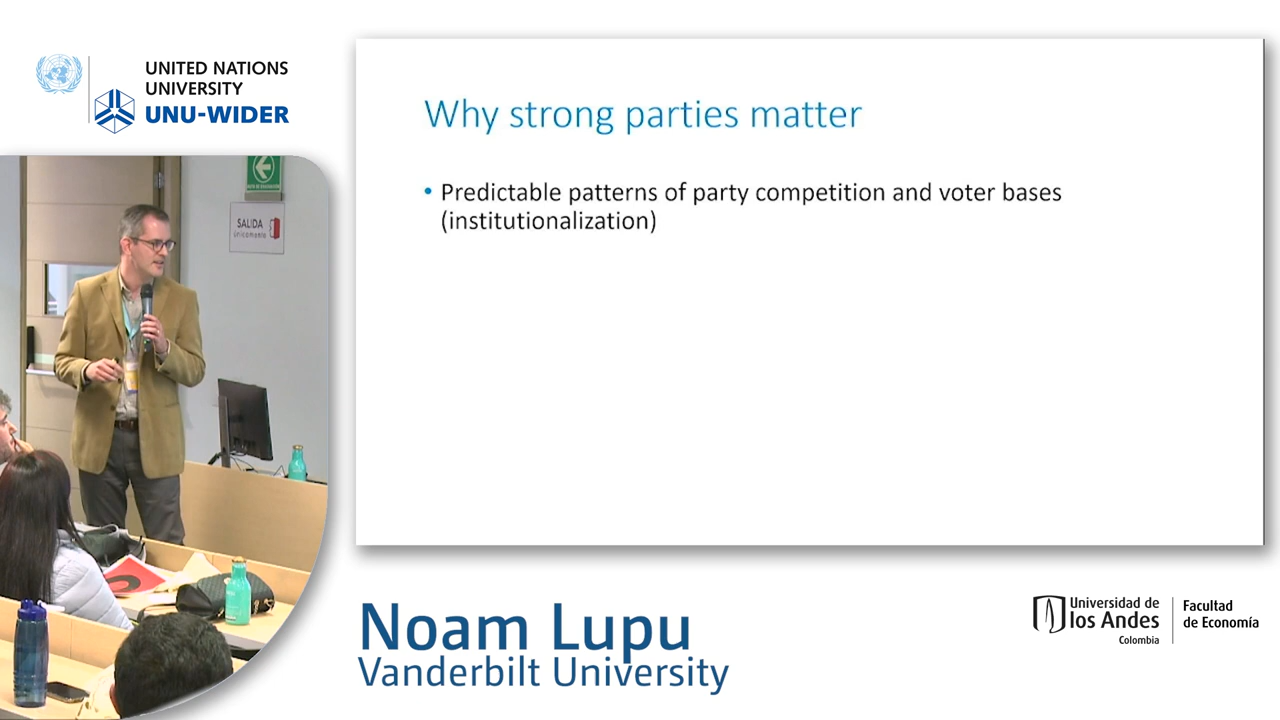 UNITED NATIONS
UNIVERSITY
UNU-WIDER
SALIDA
únicamente
Why strong parties matter
• Predictable patterns of party competition and voter bases
(institutionalization)
Noam Lupu
Vanderbilt University
Universidad de
los Andes
Colombia
Facultad
de Economía